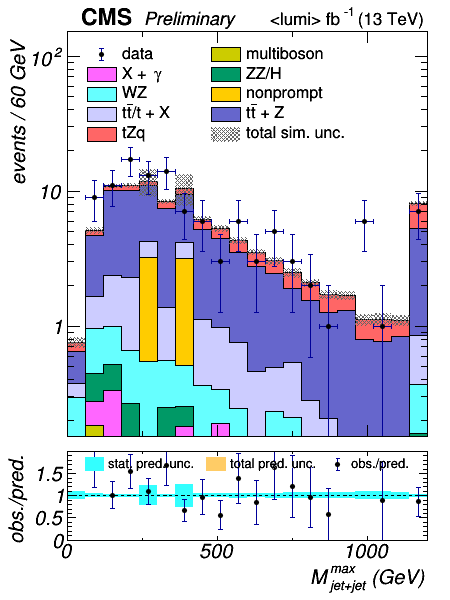 CMS Preliminary <lumi> fb⁻¹ (13 TeV)
events / 60 GeV
10²
10
1
data
multiboson
X + γ
ZZ/H
WZ
nonprompt
tt̄/t + X
tt̄ + Z
tZq
total sim. unc.
obs./pred.
1.5
1
0.5
0
stat. pred. unc.
total pred. unc.
obs./pred.
0
500
1000
M^max_jet+jet (GeV)